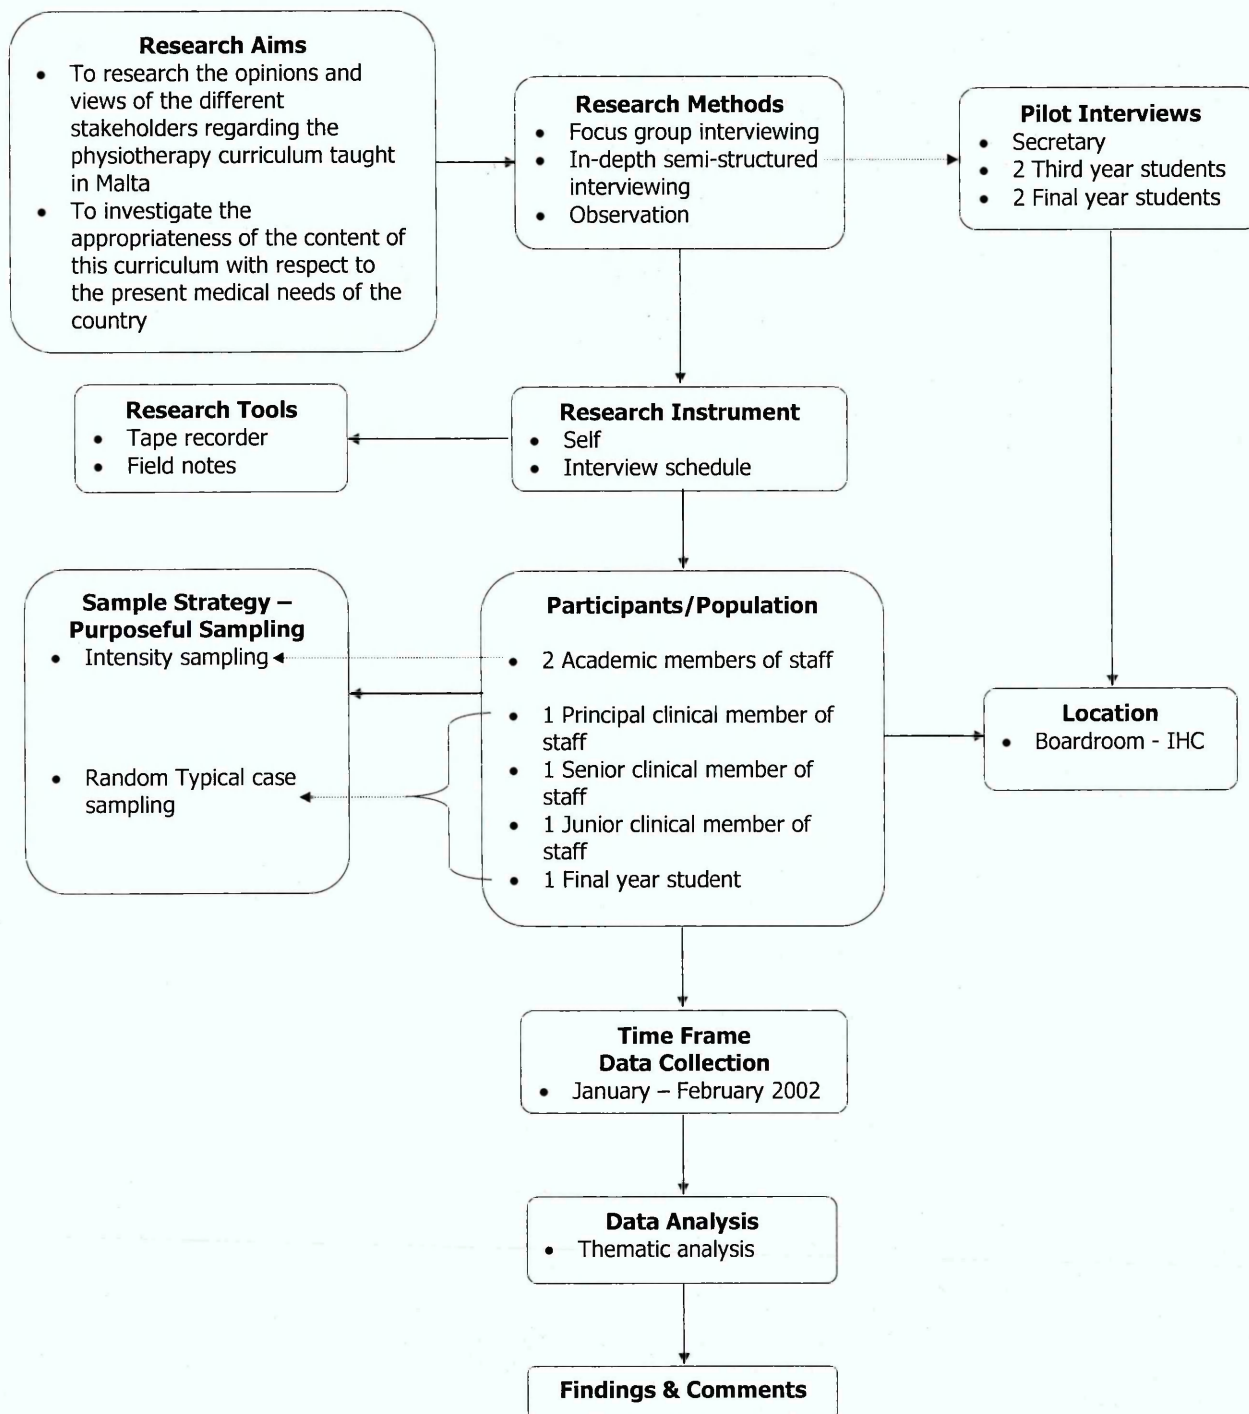 Research Aims
• To research the opinions and
views of the different
stakeholders regarding the
physiotherapy curriculum taught
in Malta
• To investigate the
appropriateness of the content of
this curriculum with respect to
the present medical needs of the
country
Research Methods
• Focus group interviewing
• In-depth semi-structured
interviewing
• Observation
Pilot Interviews
• Secretary
• 2 Third year students
• 2 Final year students
Research Tools
• Tape recorder
• Field notes
Research Instrument
• Self
• Interview schedule
Sample Strategy –
Purposeful Sampling
• Intensity sampling
• Random Typical case
sampling
Participants/Population
• 2 Academic members of staff
• 1 Principal clinical member of
staff
• 1 Senior clinical member of
staff
• 1 Junior clinical member of
staff
• 1 Final year student
Location
• Boardroom - IHC
Time Frame
Data Collection
• January – February 2002
Data Analysis
• Thematic analysis
Findings & Comments